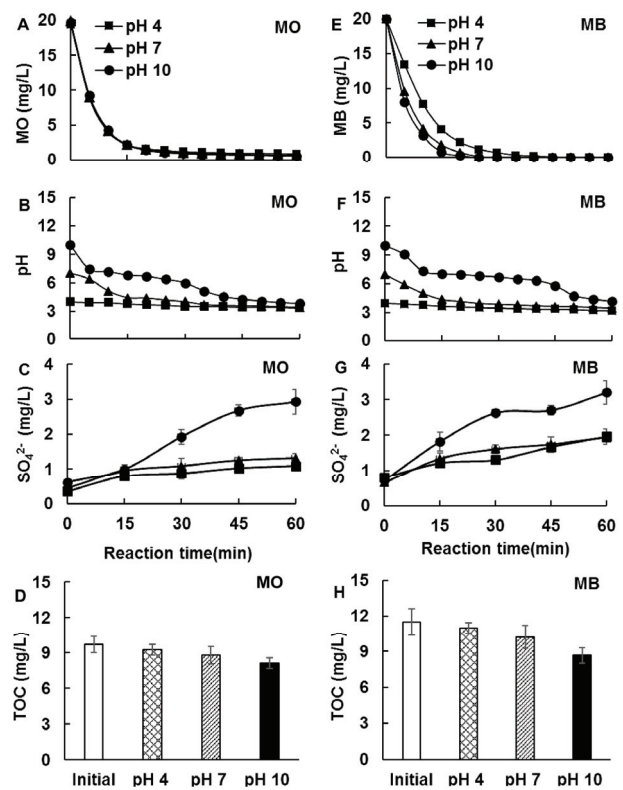 A
MO
pH 4
pH 7
pH 10
MO (mg/L)
20
15
10
5
0
B
MO
pH
15
12
9
6
3
0
C
MO
SO₄²⁻ (mg/L)
4
3
2
1
0
0 15 30 45 60
Reaction time(min)
D
MO
TOC (mg/L)
15
12
9
6
3
0
Initial pH 4 pH 7 pH 10
E
MB
pH 4
pH 7
pH 10
MB (mg/L)
20
15
10
5
0
F
MB
pH
15
12
9
6
3
0
G
MB
SO₄²⁻ (mg/L)
4
3
2
1
0
0 15 30 45 60
Reaction time(min)
H
MB
TOC (mg/L)
15
12
9
6
3
0
Initial pH 4 pH 7 pH 10